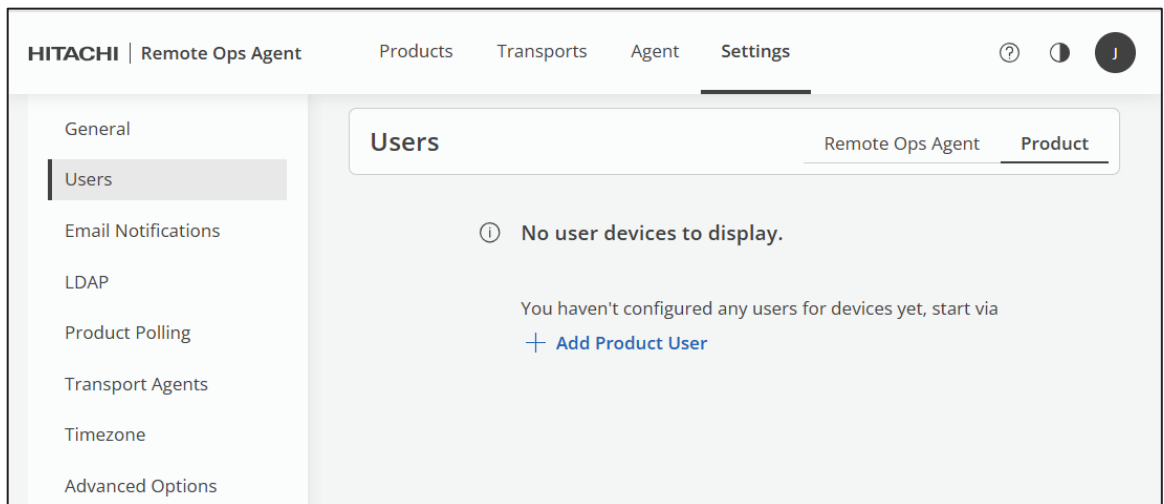 HITACHI | Remote Ops Agent Products Transports Agent Settings ? J
General
Users
Email Notifications
LDAP
Product Polling
Transport Agents
Timezone
Advanced Options
Users Remote Ops Agent Product
No user devices to display.
You haven't configured any users for devices yet, start via
+ Add Product User